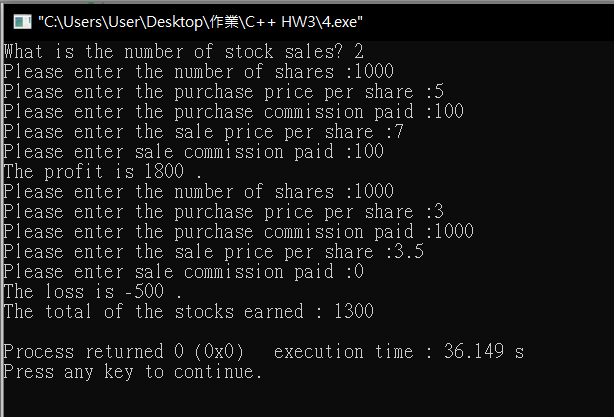 "C:\Users\User\Desktop\作業\C++ HW3\4.exe"
What is the number of stock sales? 2
Please enter the number of shares :1000
Please enter the purchase price per share :5
Please enter the purchase commission paid :100
Please enter the sale price per share :7
Please enter sale commission paid :100
The profit is 1800 .
Please enter the number of shares :1000
Please enter the purchase price per share :3
Please enter the purchase commission paid :1000
Please enter the sale price per share :3.5
Please enter sale commission paid :0
The loss is -500 .
The total of the stocks earned : 1300
Process returned 0 (0x0)   execution time : 36.149 s
Press any key to continue.